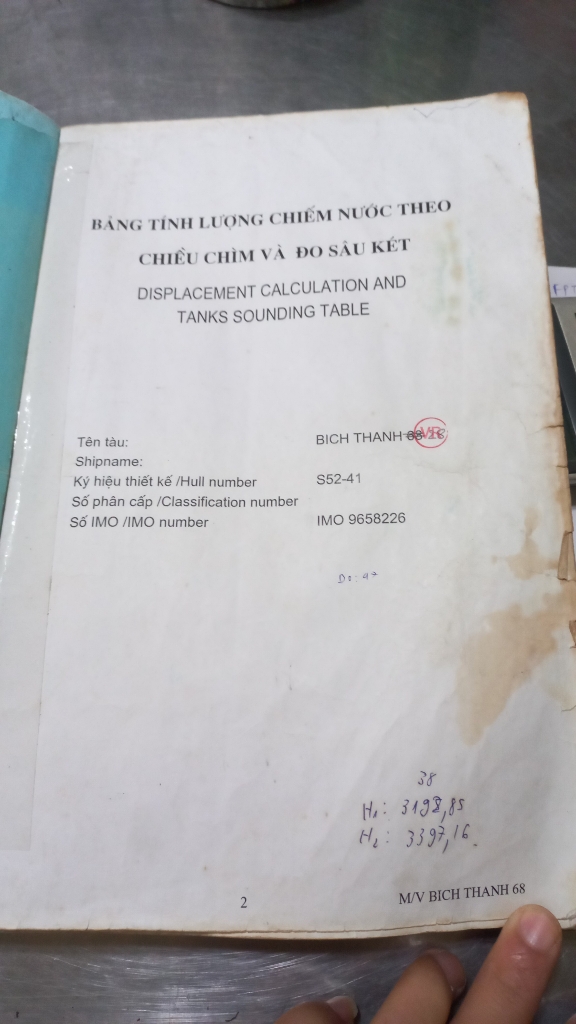 BẢNG TÍNH LƯỢNG CHIẾM NƯỚC THEO
CHIỀU CHÌM VÀ ĐO SÂU KÉT
DISPLACEMENT CALCULATION AND
TANKS SOUNDING TABLE
Tên tàu: BICH THANH 68 VR
Shipname:
Ký hiệu thiết kế /Hull number S52-41
Số phân cấp /Classification number
Số IMO /IMO number IMO 9658226
38
H1: 3198,85
H2: 3397,16
2 M/V BICH THANH 68